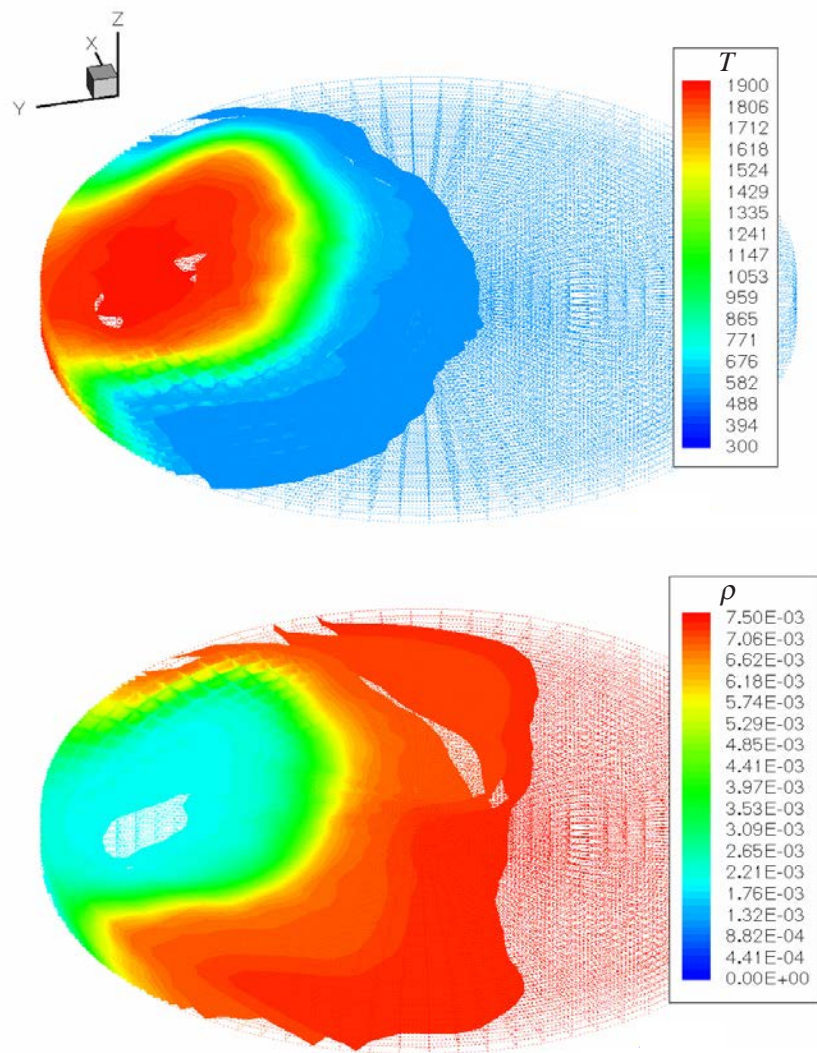 Z
X
Y
T
1900
1806
1712
1618
1524
1429
1335
1241
1147
1053
959
865
771
676
582
488
394
300
ρ
7.50E-03
7.06E-03
6.62E-03
6.18E-03
5.74E-03
5.29E-03
4.85E-03
4.41E-03
3.97E-03
3.53E-03
3.09E-03
2.65E-03
2.21E-03
1.76E-03
1.32E-03
8.82E-04
4.41E-04
0.00E+00